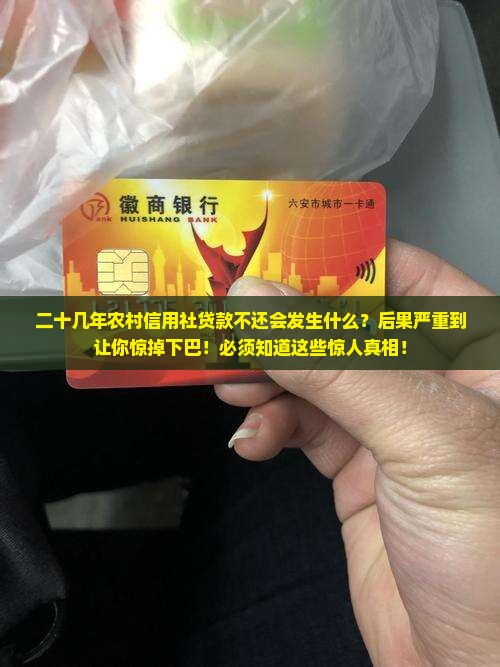 徽商银行
HUISHANG BANK
六安市城市一卡通
二十几年农村信用社贷款不还会发生什么？后果严重到
让你惊掉下巴！必须知道这些惊人真相！